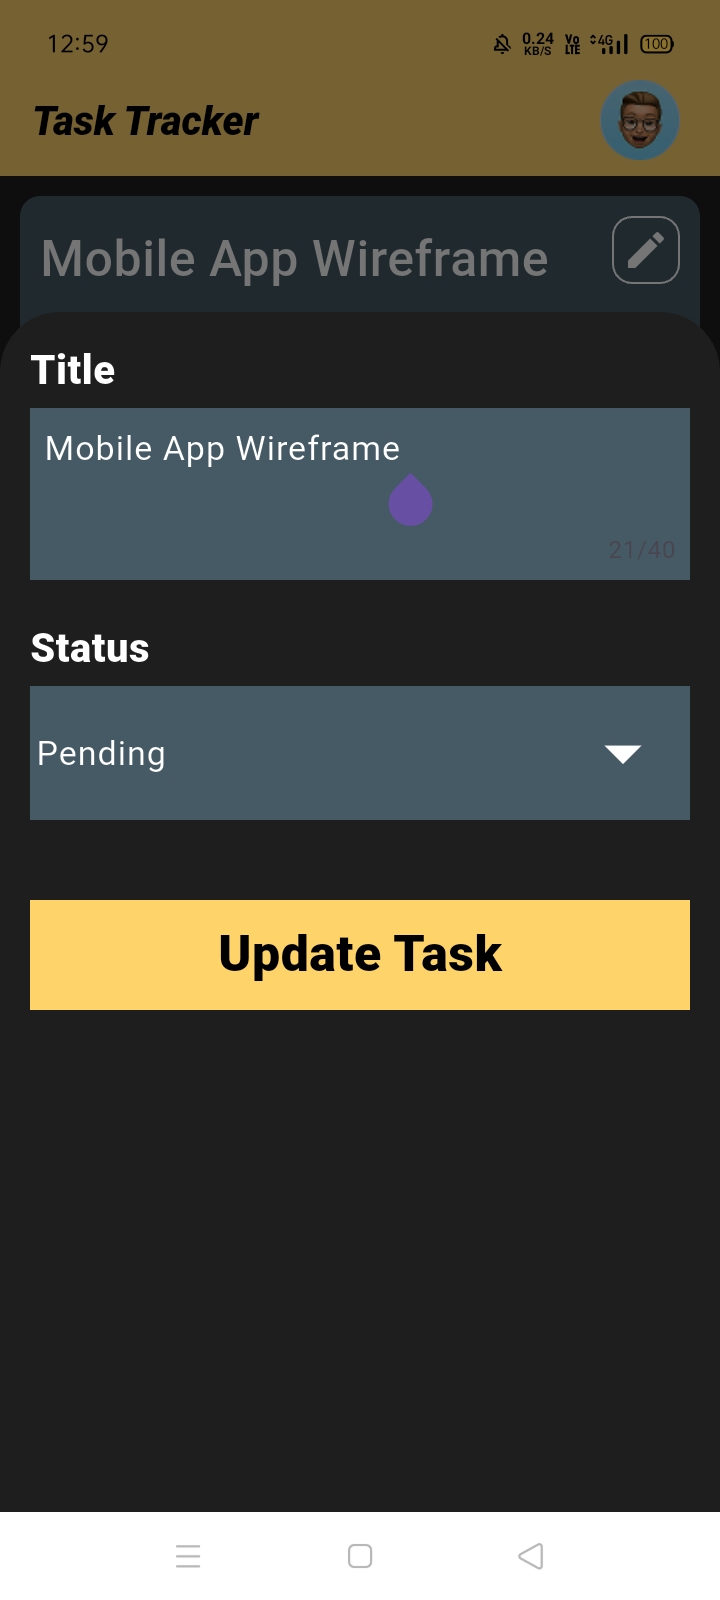 12:59 0.24 KB/S Vo LTE 4G 100
Task Tracker
Mobile App Wireframe
Title
Mobile App Wireframe
21/40
Status
Pending
Update Task